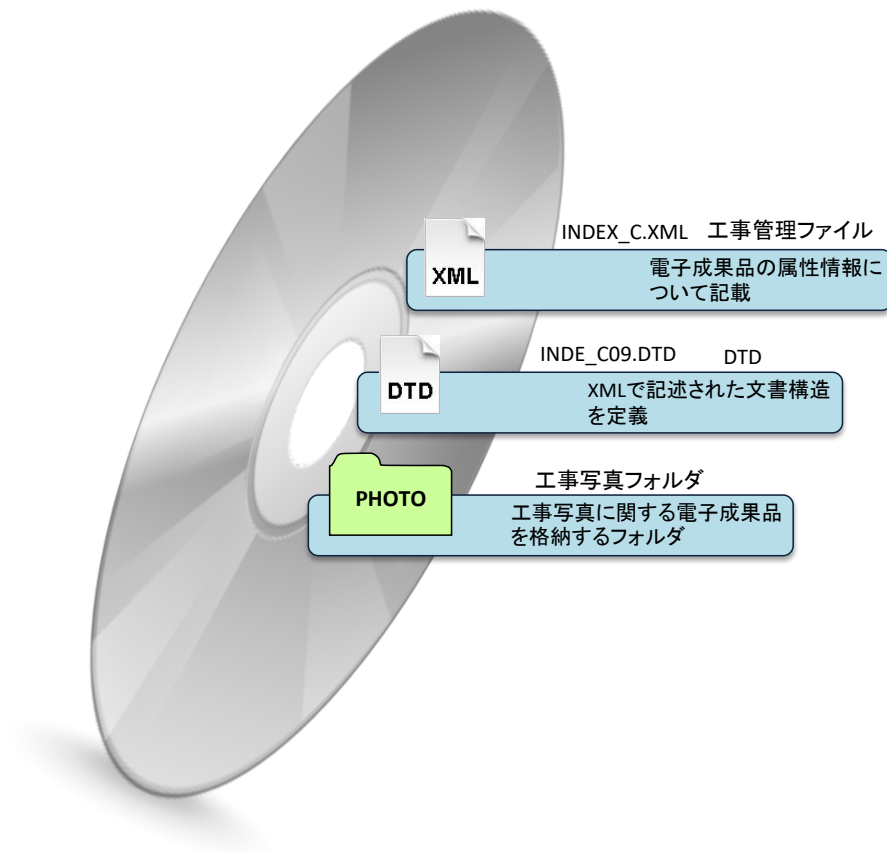 INDEX_C.XML 工事管理ファイル
XML
電子成果品の属性情報に
ついて記載
INDE_C09.DTD DTD
DTD
XMLで記述された文書構造
を定義
工事写真フォルダ
PHOTO
工事写真に関する電子成果品
を格納するフォルダ